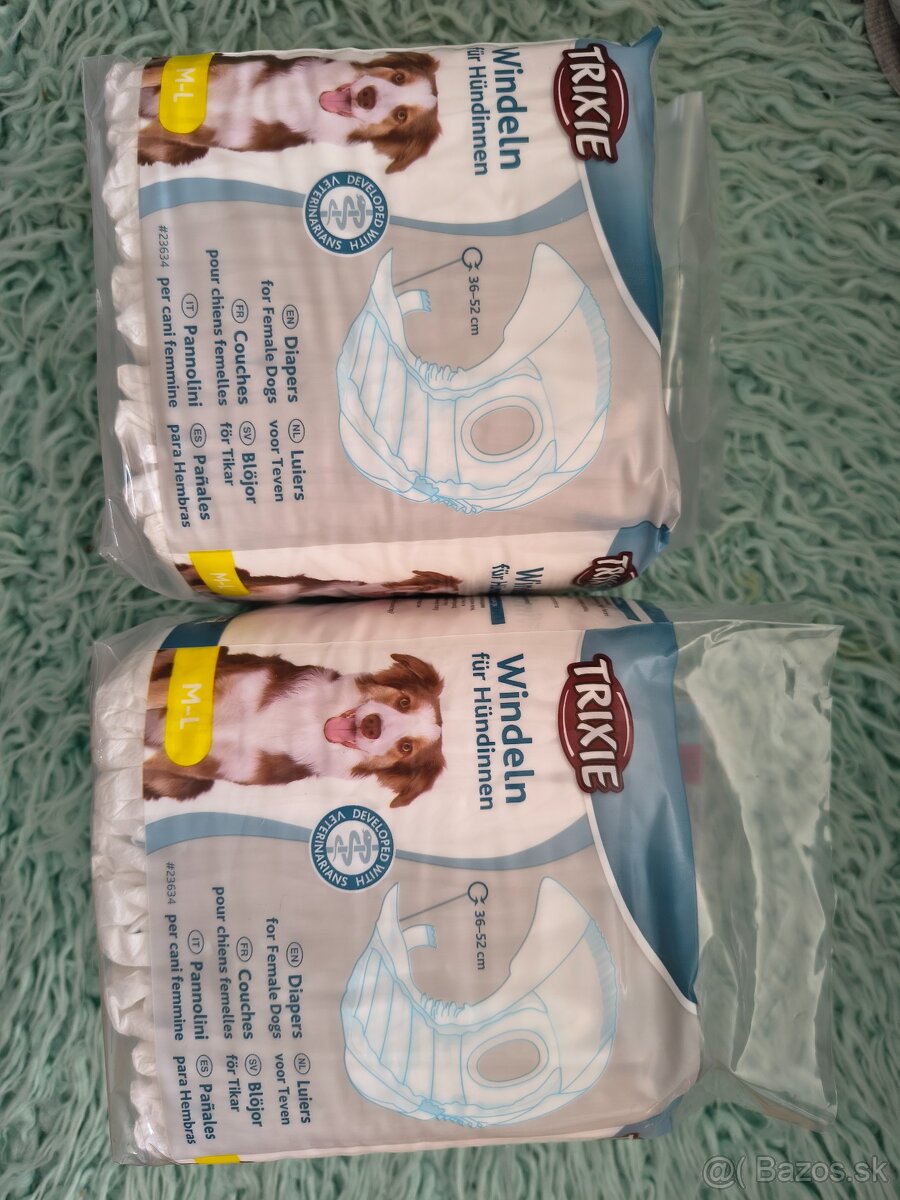 TRIXIE
Windeln
für Hündinnen
M-L
DEVELOPED WITH VETERINARIANS
36–52 cm
EN Diapers
for Female Dogs
FR Couches
pour chiens femelles
IT Pannolini
per cani femmine
NL Luiers
voor Teven
SV Blöjor
för Tikar
ES Pañales
para Hembras
#23634
TRIXIE
M-L
TRIXIE
Windeln
für Hündinnen
M-L
DEVELOPED WITH VETERINARIANS
36–52 cm
EN Diapers
for Female Dogs
FR Couches
pour chiens femelles
IT Pannolini
per cani femmine
NL Luiers
voor Teven
SV Blöjor
för Tikar
ES Pañales
para Hembras
#23634
@( Bazos.sk